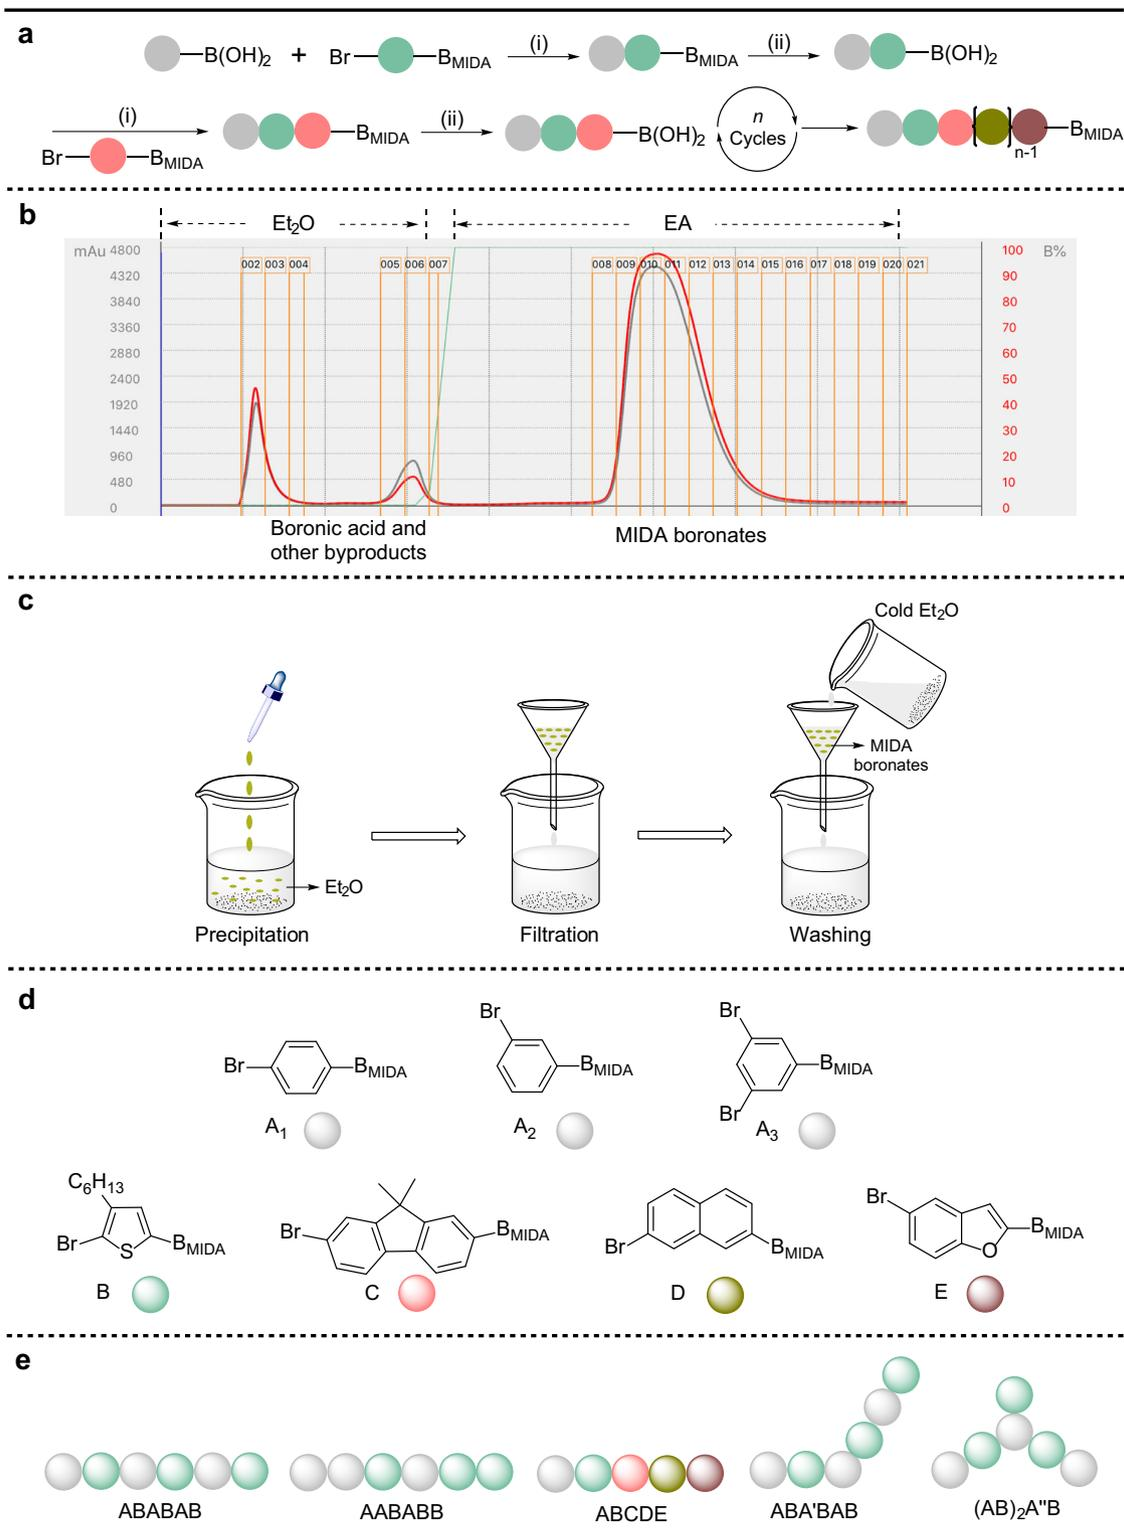 a
B(OH)2 + Br BMIDA (i) BMIDA (ii) B(OH)2
(i) BMIDA (ii) B(OH)2 n Cycles BMIDA
Br BMIDA n-1
b
Et2O EA
mAu 4800 100 B%
002 003 004 005 006 007 008 009 010 011 012 013 014 015 016 017 018 019 020 021
4320 90
3840 80
3360 70
2880 60
2400 50
1920 40
1440 30
960 20
480 10
0 0
Boronic acid and
other byproducts
MIDA boronates
c
Cold Et2O
MIDA
boronates
Et2O
Precipitation Filtration Washing
d
Br BMIDA Br BMIDA Br Br BMIDA
A1 A2 A3
C6H13 Br S BMIDA Br BMIDA Br BMIDA Br O BMIDA
B C D E
e
ABABAB AABABB ABCDE ABA'BAB (AB)2A"B